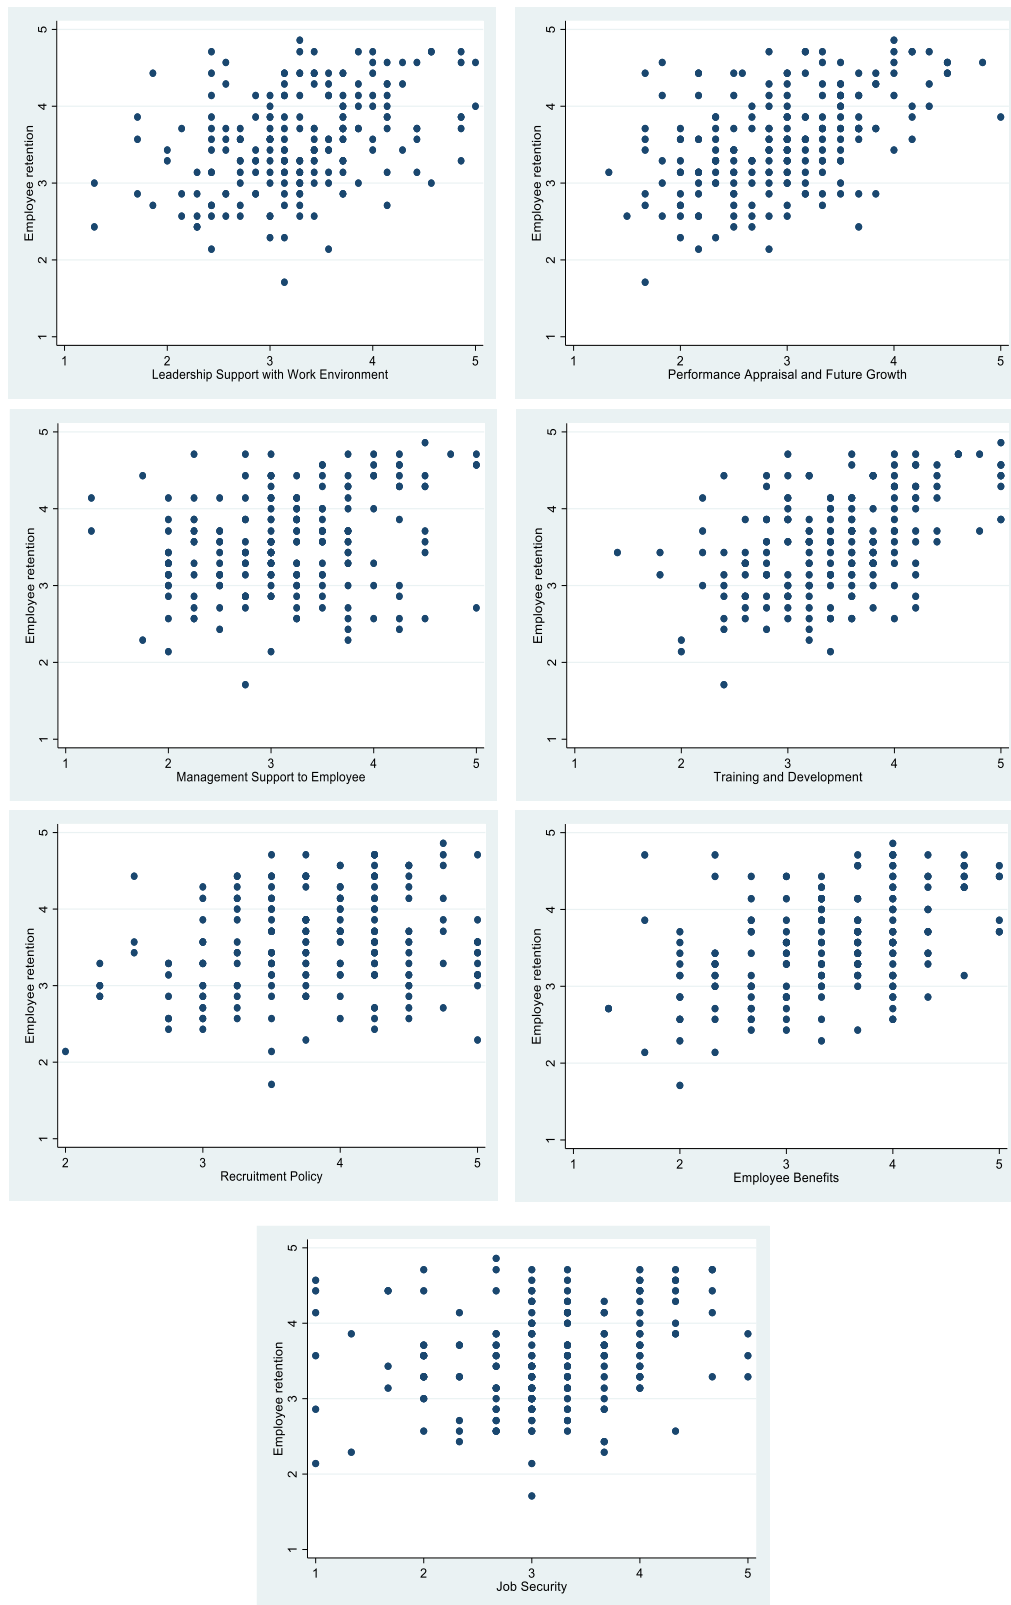 Employee retention
5
4
3
2
1
1 2 3 4 5
Leadership Support with Work Environment
Employee retention
5
4
3
2
1
1 2 3 4 5
Performance Appraisal and Future Growth
Employee retention
5
4
3
2
1
1 2 3 4 5
Management Support to Employee
Employee retention
5
4
3
2
1
1 2 3 4 5
Training and Development
Employee retention
5
4
3
2
1
2 3 4 5
Recruitment Policy
Employee retention
5
4
3
2
1
1 2 3 4 5
Employee Benefits
Employee retention
5
4
3
2
1
1 2 3 4 5
Job Security